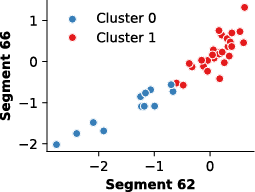 Cluster 0
Cluster 1
1
0
−1
−2
Segment 66
−2
−1
0
Segment 62